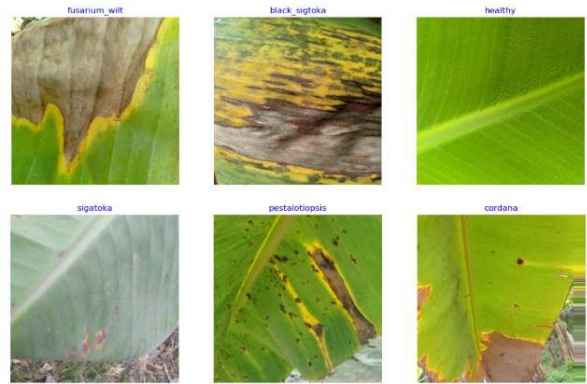 fusarium_wilt
black_sigtoka
healthy
sigatoka
pestalotiopsis
cordana